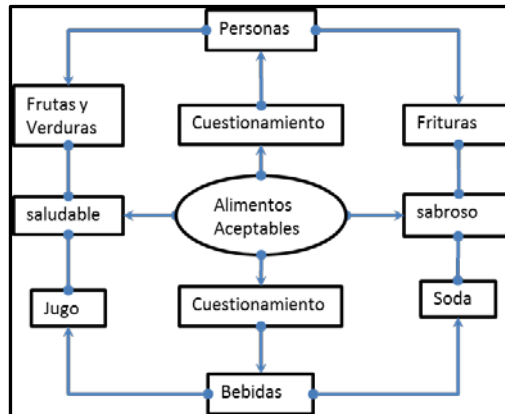 Personas
Frutas y
Verduras
Cuestionamiento
Frituras
saludable
Alimentos
Aceptables
sabroso
Jugo
Cuestionamiento
Soda
Bebidas